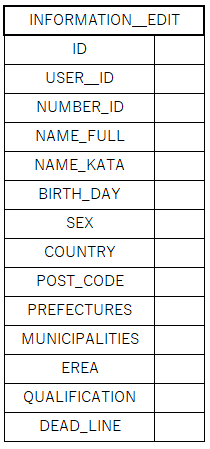 INFORMATION__EDIT
ID
USER__ID
NUMBER_ID
NAME_FULL
NAME_KATA
BIRTH_DAY
SEX
COUNTRY
POST_CODE
PREFECTURES
MUNICIPALITIES
EREA
QUALIFICATION
DEAD_LINE